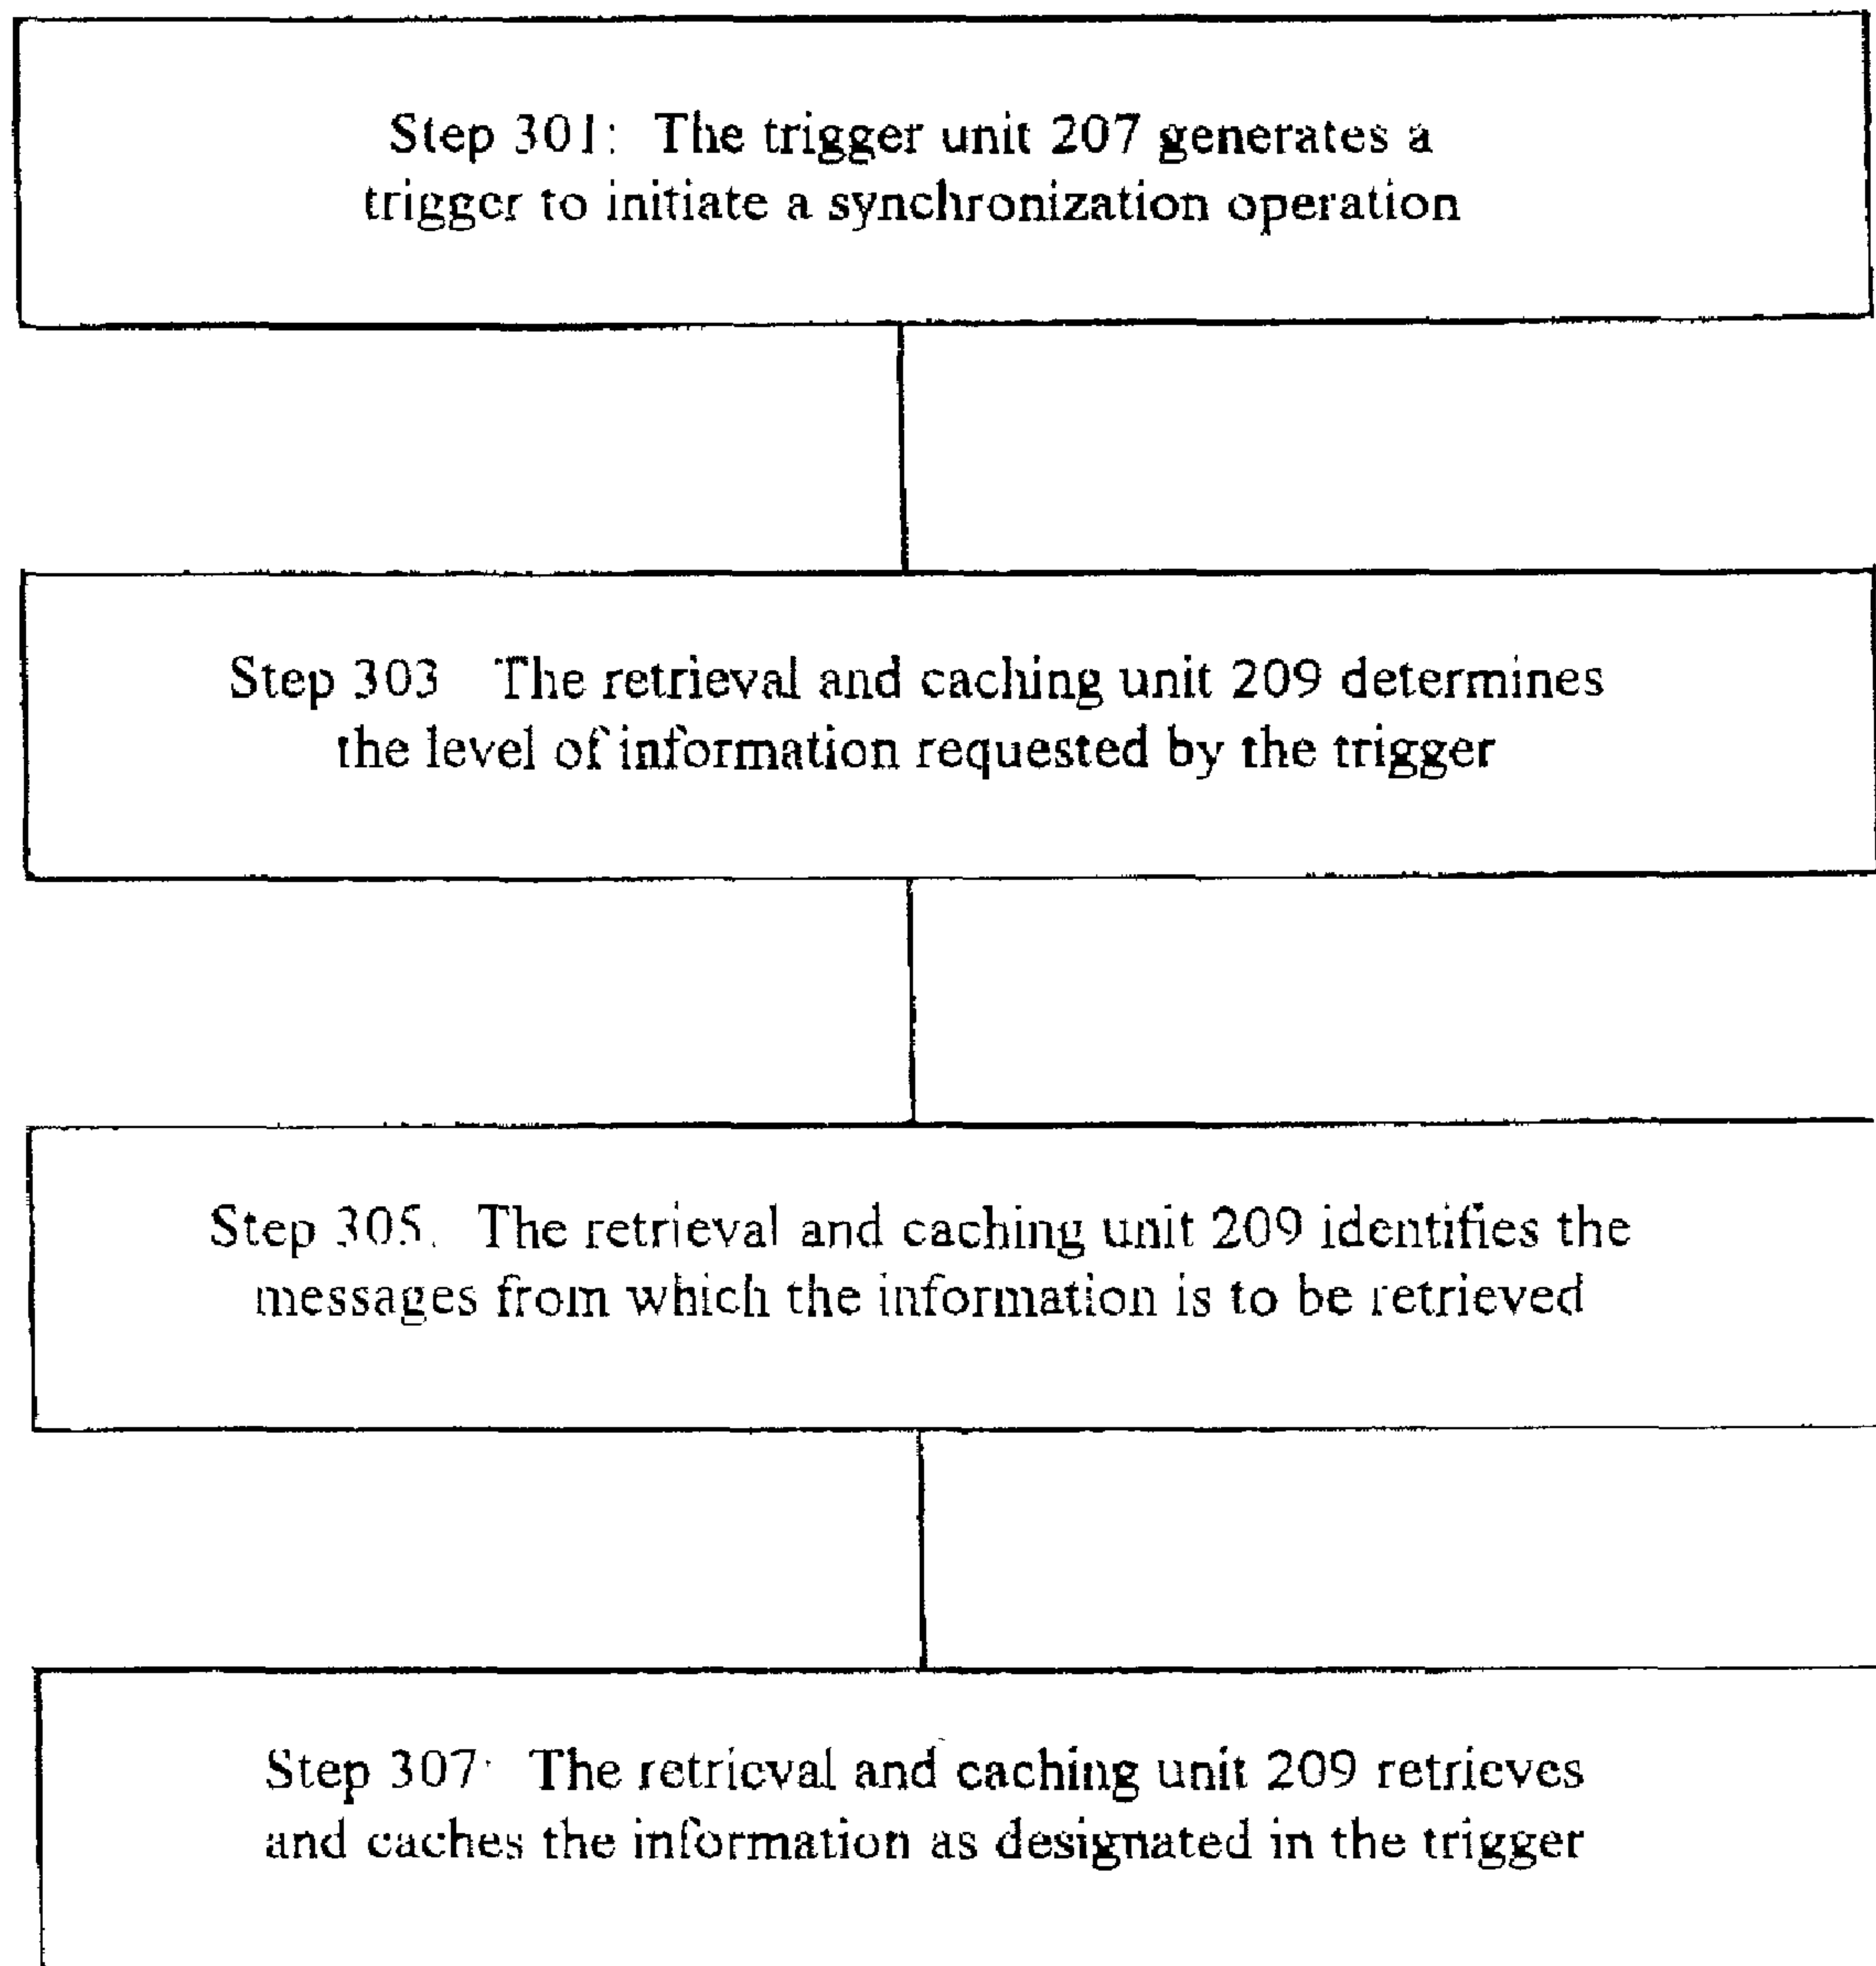 Step 301: The trigger unit 207 generates a
trigger to initiate a synchronization operation
Step 303 The retrieval and caching unit 209 determines
the level of information requested by the trigger
Step 305. The retrieval and caching unit 209 identifies the
messages from which the information is to be retrieved
Step 307: The retrieval and caching unit 209 retrieves
and caches the information as designated in the trigger